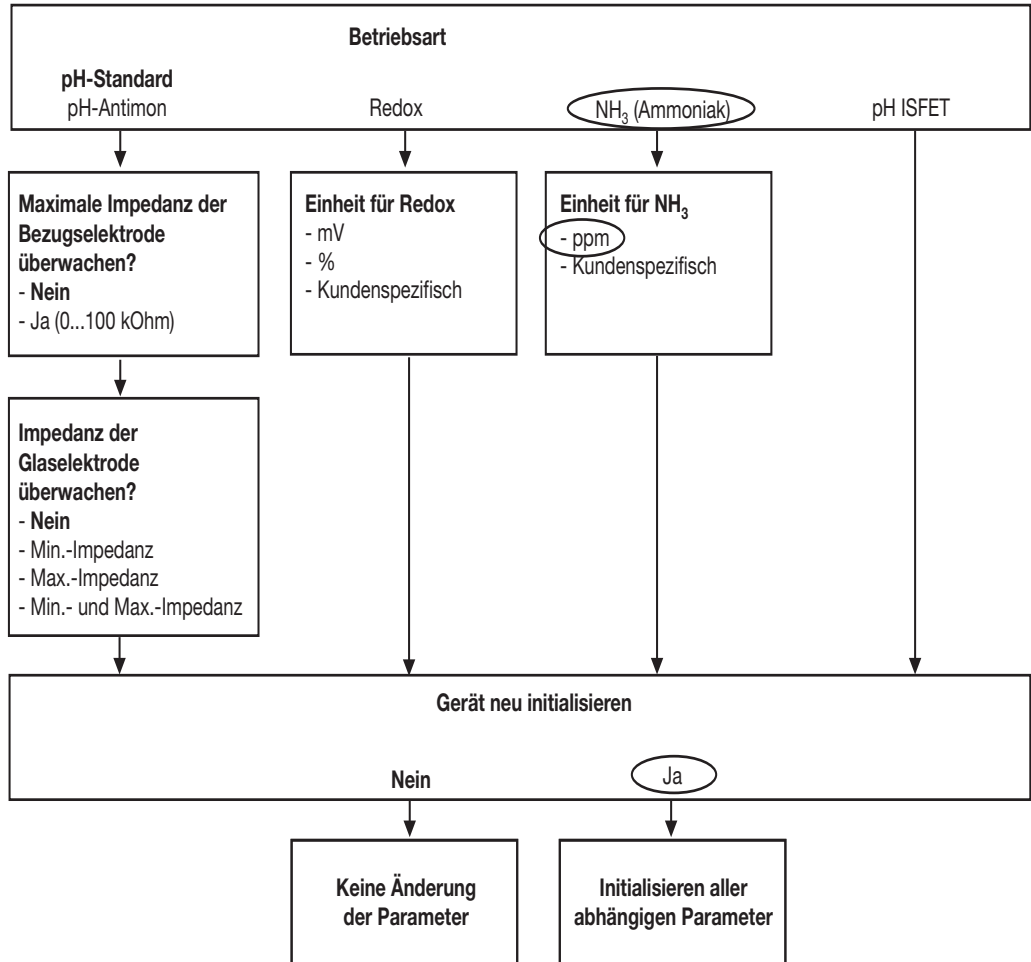 Betriebsart
pH-Standard
pH-Antimon
Redox
NH₃ (Ammoniak)
pH ISFET
Maximale Impedanz der
Bezugselektrode
überwachen?
- Nein
- Ja (0...100 kOhm)
Einheit für Redox
- mV
- %
- Kundenspezifisch
Einheit für NH₃
- ppm
- Kundenspezifisch
Impedanz der
Glaselektrode
überwachen?
- Nein
- Min.-Impedanz
- Max.-Impedanz
- Min.- und Max.-Impedanz
Gerät neu initialisieren
Nein
Ja
Keine Änderung
der Parameter
Initialisieren aller
abhängigen Parameter